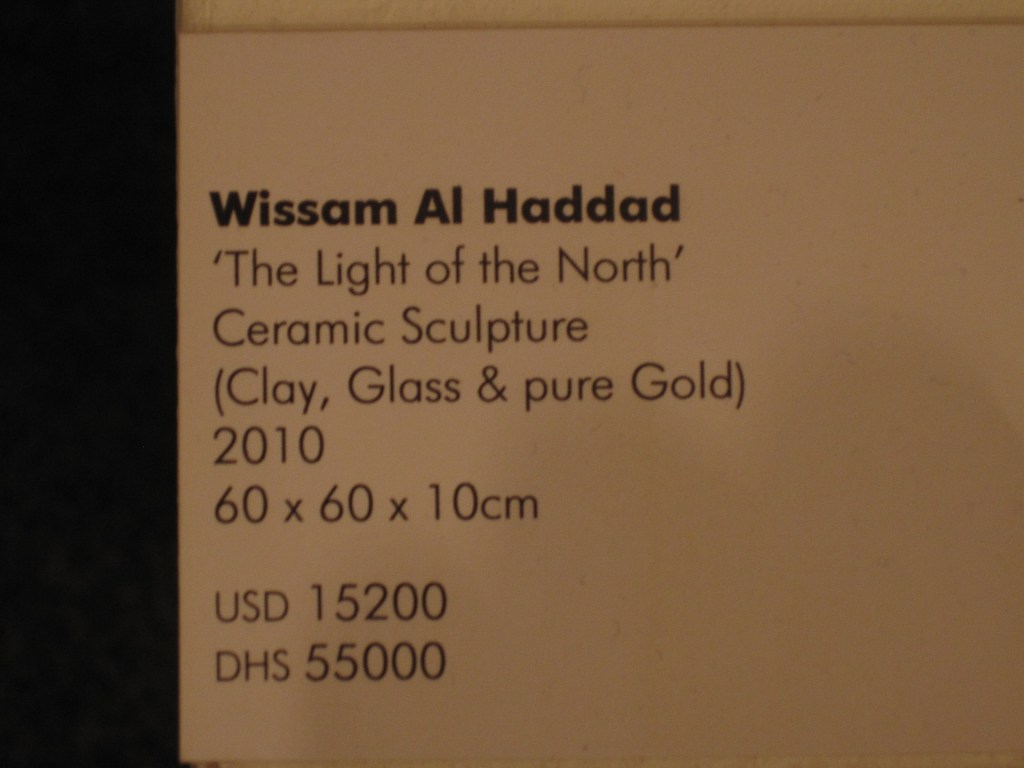 Wissam Al Haddad
‘The Light of the North’
Ceramic Sculpture
(Clay, Glass & pure Gold)
2010
60 x 60 x 10cm
USD 15200
DHS 55000